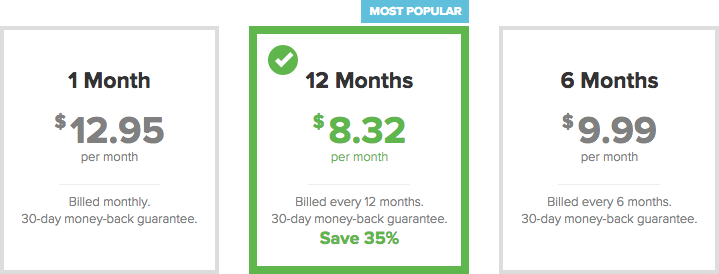 MOST POPULAR
1 Month
$12.95
per month
Billed monthly.
30-day money-back guarantee.
12 Months
$8.32
per month
Billed every 12 months.
30-day money-back guarantee.
Save 35%
6 Months
$9.99
per month
Billed every 6 months.
30-day money-back guarantee.